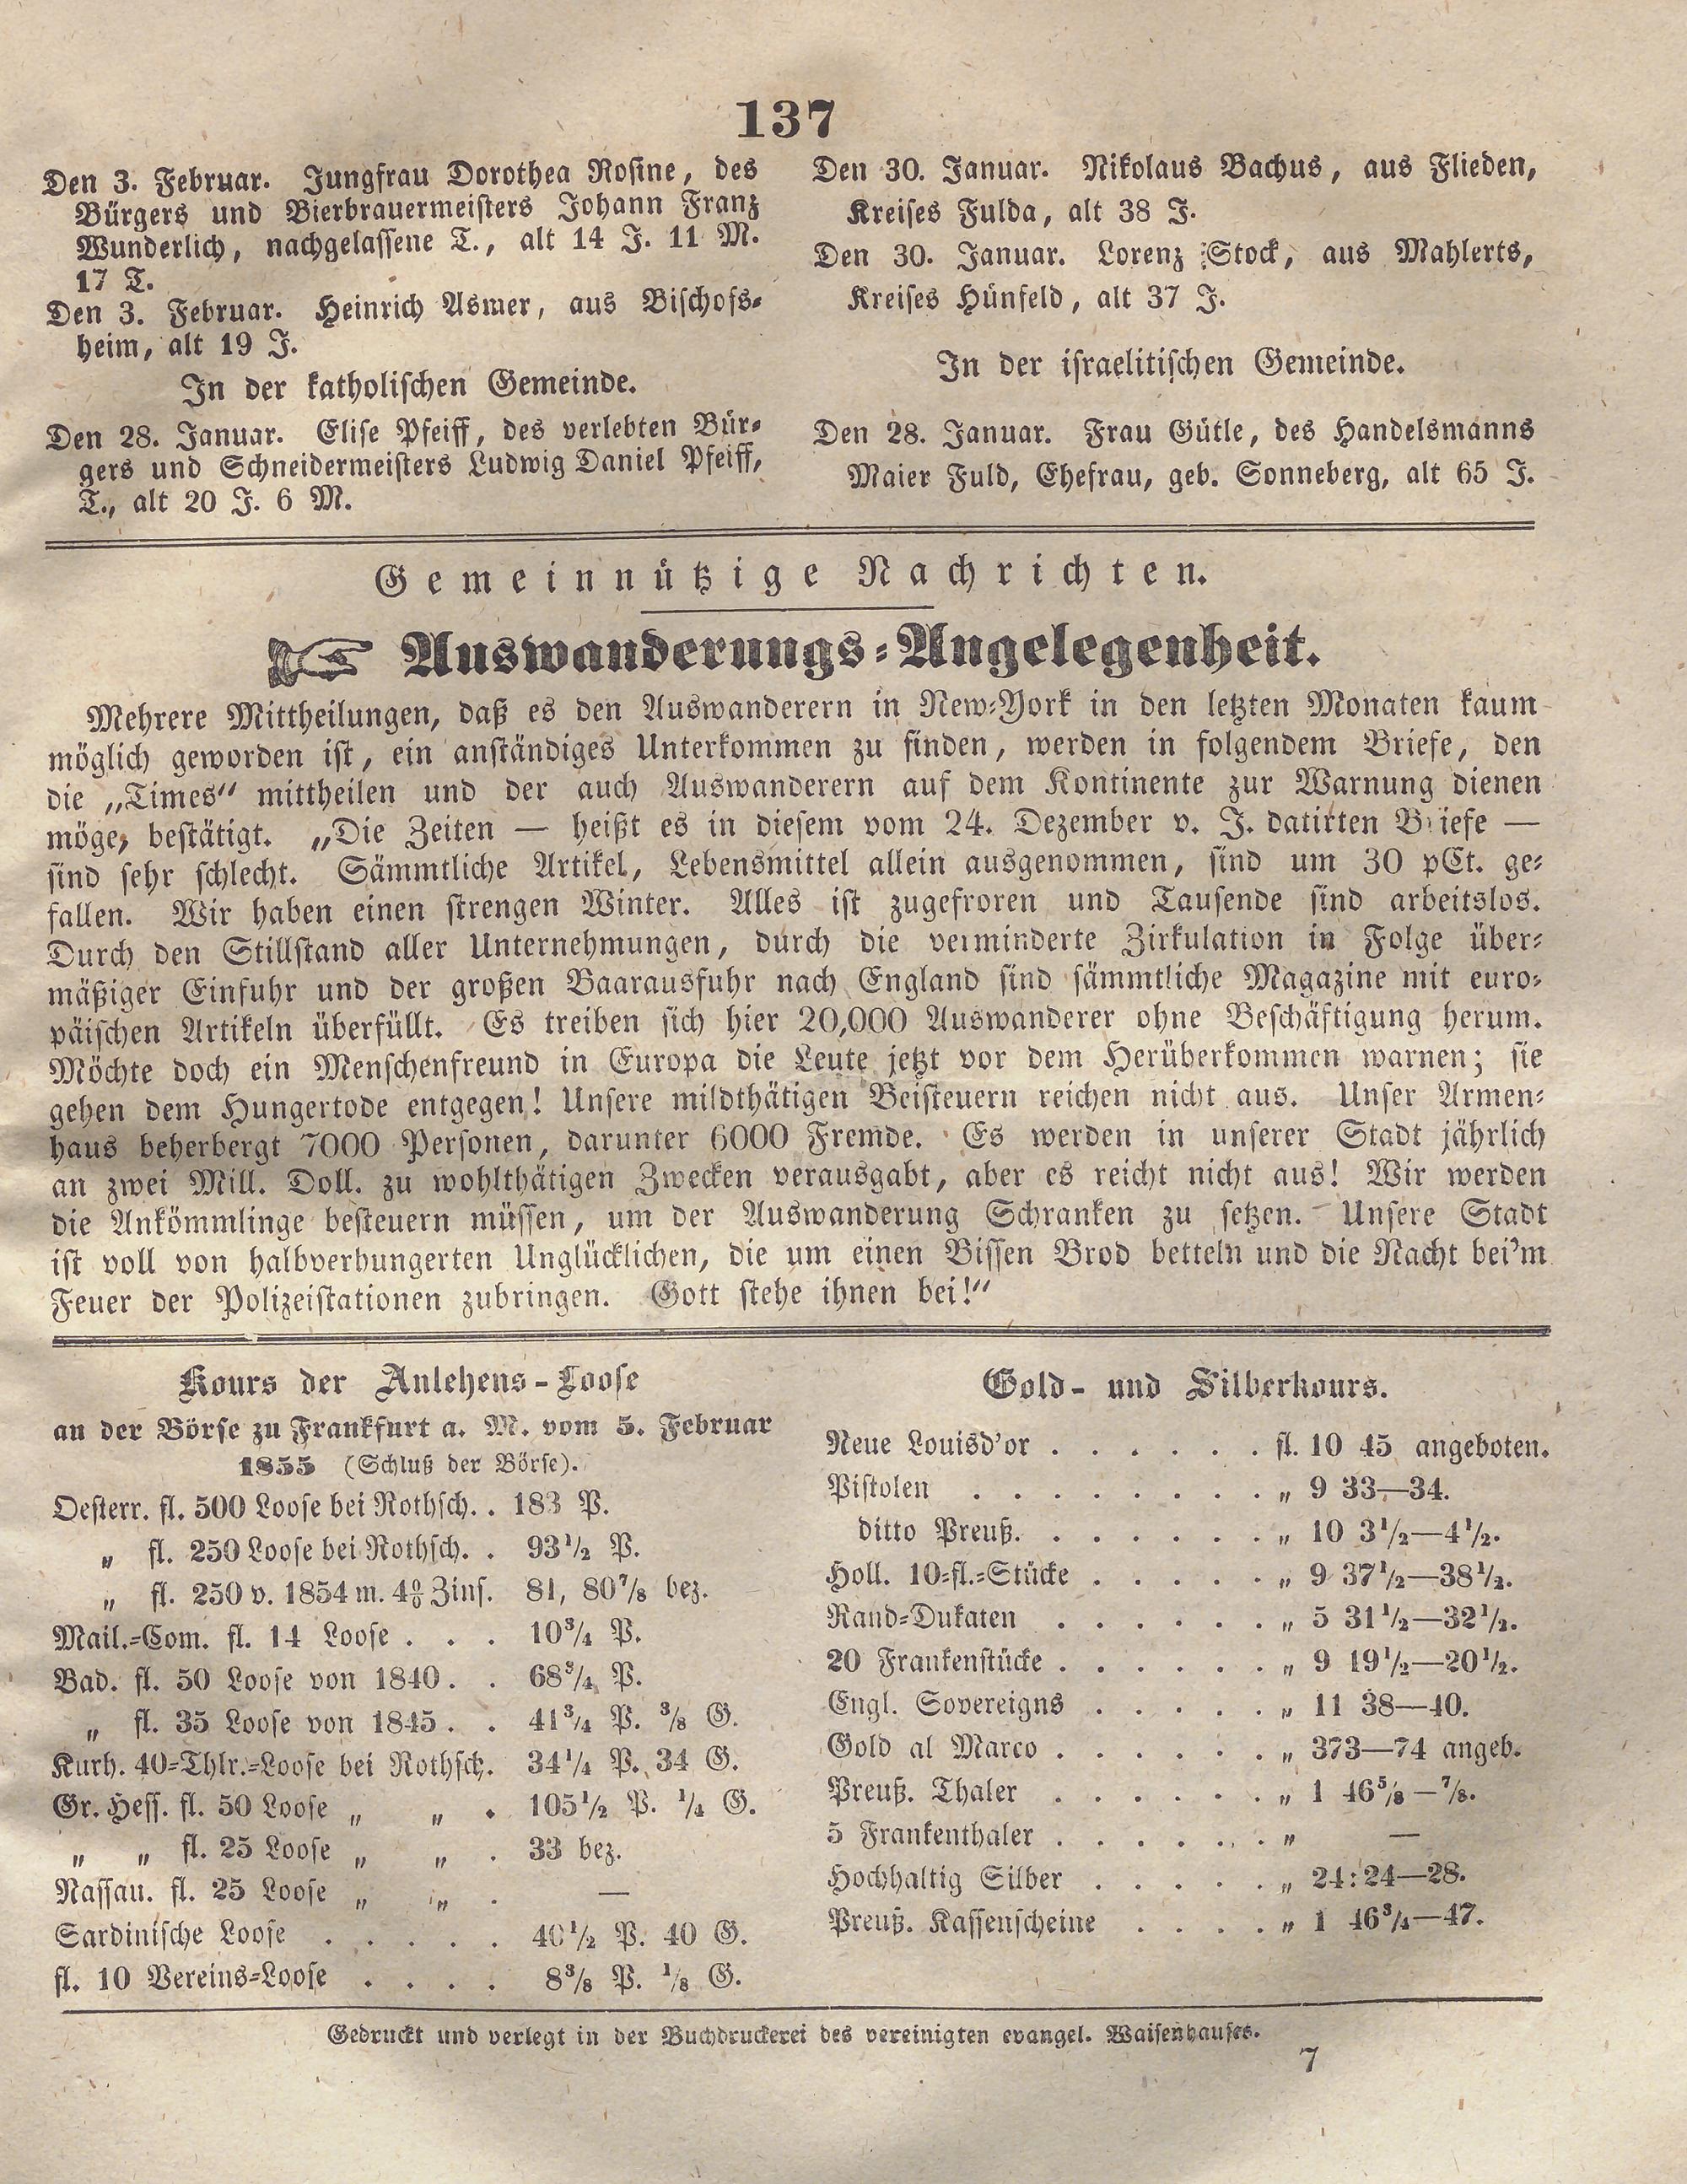 137
Den 3. Februar. Jungfrau Dorothea Rosine, des
Bürgers und Bierbrauermeisters Johann Franz
Wunderlich, nachgelassene T., alt 14 J. 11 M.
17 T.
Den 3. Februar. Heinrich Asmer, aus Bischofs-
heim, alt 19 J.
In der katholischen Gemeinde.
Den 28. Januar. Elise Pfeiff, des verlebten Bür-
gers und Schneidermeisters Ludwig Daniel Pfeiff,
T., alt 20 J. 6 M.
Den 30. Januar. Nikolaus Bachus, aus Flieden,
Kreises Fulda, alt 38 J.
Den 30. Januar. Lorenz Stock, aus Mahlerts,
Kreises Hünfeld, alt 37 J.
In der israelitischen Gemeinde.
Den 28. Januar. Frau Gütle, des Handelsmanns
Maier Fuld, Ehefrau, geb. Sonneberg, alt 65 J.
Gemeinnützige Nachrichten.
Auswanderungs-Angelegenheit.
Mehrere Mittheilungen, daß es den Auswanderern in New-York in den letzten Monaten kaum
möglich geworden ist, ein anständiges Unterkommen zu finden, werden in folgendem Briefe, den
die „Times“ mittheilen und der auch Auswanderern auf dem Kontinente zur Warnung dienen
möge, bestätigt. „Die Zeiten — heißt es in diesem vom 24. Dezember v. J. datirten Briefe —
sind sehr schlecht. Sämmtliche Artikel, Lebensmittel allein ausgenommen, sind um 30 pCt. ge-
fallen. Wir haben einen strengen Winter. Alles ist zugefroren und Tausende sind arbeitslos.
Durch den Stillstand aller Unternehmungen, durch die verminderte Zirkulation in Folge über-
mäßiger Einfuhr und der großen Baarausfuhr nach England sind sämmtliche Magazine mit euro-
päischen Artikeln überfüllt. Es treiben sich hier 20,000 Auswanderer ohne Beschäftigung herum.
Möchte doch ein Menschenfreund in Europa die Leute jetzt vor dem Herüberkommen warnen; sie
gehen dem Hungertode entgegen! Unsere mildthätigen Beisteuern reichen nicht aus. Unser Armen-
haus beherbergt 7000 Personen, darunter 6000 Fremde. Es werden in unserer Stadt jährlich
an zwei Mill. Doll. zu wohlthätigen Zwecken verausgabt, aber es reicht nicht aus! Wir werden
die Ankömmlinge besteuern müssen, um der Auswanderung Schranken zu setzen. Unsere Stadt
ist voll von halbverhungerten Unglücklichen, die um einen Bissen Brod betteln und die Nacht bei'm
Feuer der Polizeistationen zubringen. Gott stehe ihnen bei!“
Kours der Anlehens-Loose
an der Börse zu Frankfurt a. M. vom 5. Februar
1855 (Schluß der Börse).
Oesterr. fl. 500 Loose bei Rothsch. . 183 P.
„ fl. 250 Loose bei Rothsch. . 93½ P.
„ fl. 250 v. 1854 m. 4% Zins. 81, 80⅞ bez.
Mail.-Com. fl. 14 Loose . . . 10¾ P.
Bad. fl. 50 Loose von 1840 . . 68¾ P.
„ fl. 35 Loose von 1845 . . 41¾ P. ⅜ G.
Kurh. 40-Thlr.-Loose bei Rothsch. 34¼ P. 34 G.
Gr. Hess. fl. 50 Loose „ „ . 105½ P. ¼ G.
„ „ fl. 25 Loose „ „ . 33 bez.
Nassau. fl. 25 Loose „ „ . —
Sardinische Loose . . . . . 40½ P. 40 G.
fl. 10 Vereins-Loose . . . . 8⅜ P. ⅛ G.
Gold- und Silberkours.
Neue Louisd'or . . . . . . fl. 10 45 angeboten.
Pistolen . . . . . . . . „ 9 33—34.
ditto Preuß. . . . . . . „ 10 3½—4½.
Holl. 10-fl.-Stücke . . . . . „ 9 37½—38½.
Rand-Dukaten . . . . . . „ 5 31½—32½.
20 Frankenstücke . . . . . . „ 9 19½—20½.
Engl. Sovereigns . . . . . „ 11 38—40.
Gold al Marco . . . . . . „ 373—74 angeb.
Preuß. Thaler . . . . . . „ 1 46⅝—⅞.
5 Frankenthaler . . . . . . „ —
Hochhaltig Silber . . . . . „ 24:24—28.
Preuß. Kassenscheine . . . . „ 1 46¾—47.
Gedruckt und verlegt in der Buchdruckerei des vereinigten evangel. Waisenhauses.
7